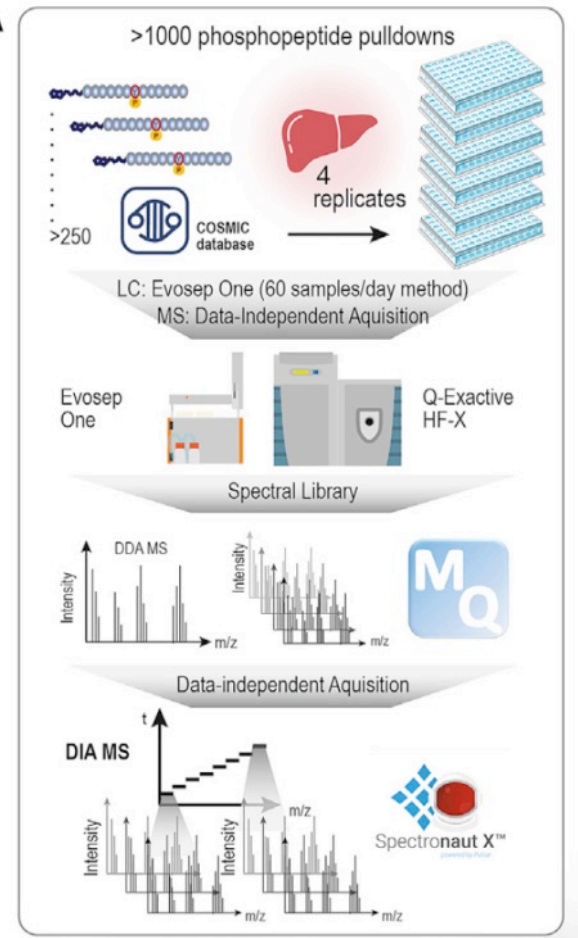 A
>1000 phosphopeptide pulldowns
P
P
P
>250
COSMIC
database
4
replicates
LC: Evosep One (60 samples/day method)
MS: Data-Independent Aquisition
Evosep
One
Q-Exactive
HF-X
Spectral Library
DDA MS
Intensity
m/z
Intensity
m/z
M
Q
Data-independent Aquisition
t
DIA MS
m/z
Intensity
m/z
Intensity
m/z
Spectronaut X™